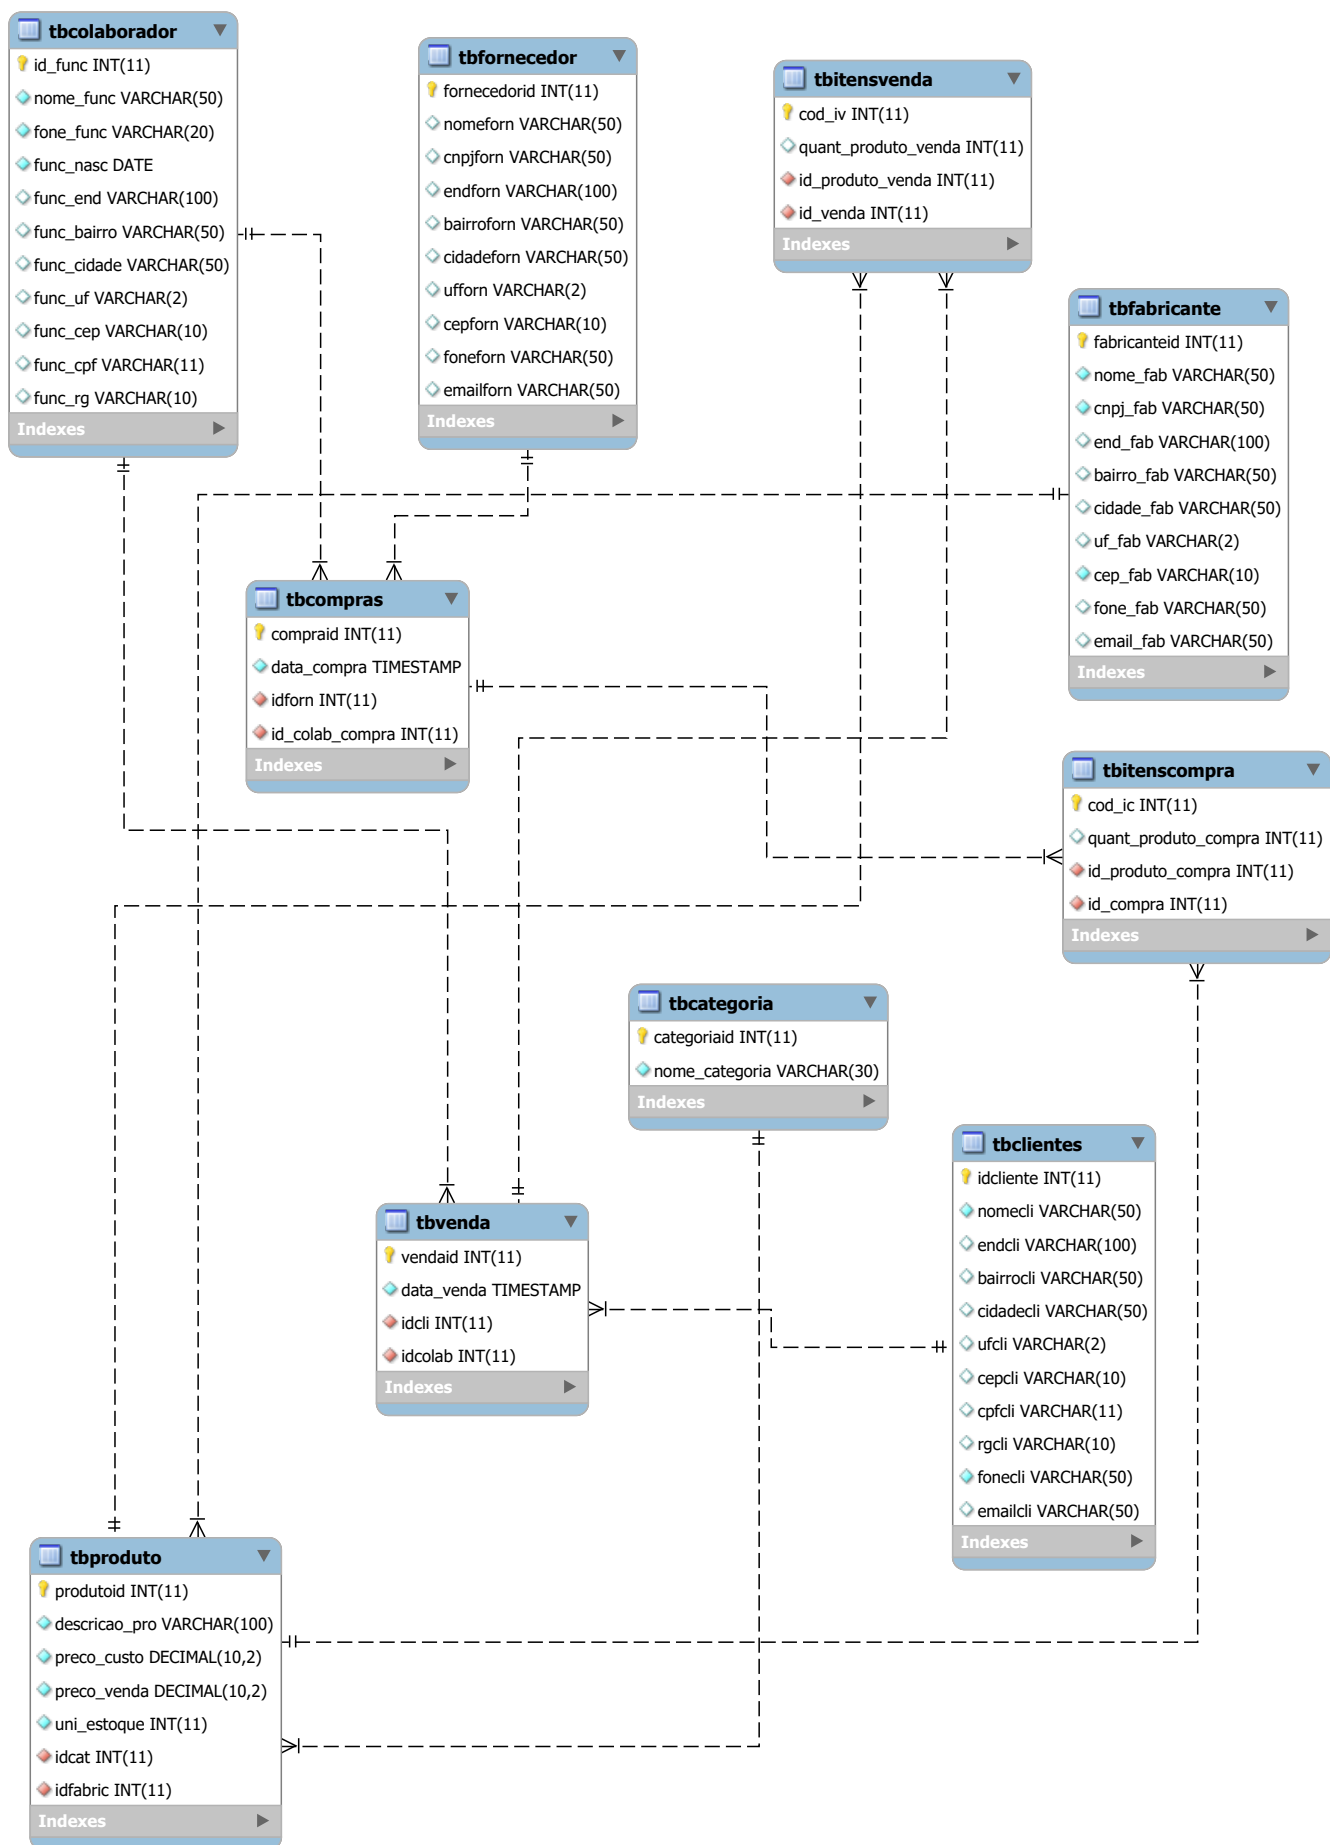 tbcolaborador
id_func INT(11)
nome_func VARCHAR(50)
fone_func VARCHAR(20)
func_nasc DATE
func_end VARCHAR(100)
func_bairro VARCHAR(50)
func_cidade VARCHAR(50)
func_uf VARCHAR(2)
func_cep VARCHAR(10)
func_cpf VARCHAR(11)
func_rg VARCHAR(10)
Indexes
tbfornecedor
fornecedorid INT(11)
nomeforn VARCHAR(50)
cnpjforn VARCHAR(50)
endforn VARCHAR(100)
bairroforn VARCHAR(50)
cidadeforn VARCHAR(50)
ufforn VARCHAR(2)
cepforn VARCHAR(10)
foneforn VARCHAR(50)
emailforn VARCHAR(50)
Indexes
tbitensvenda
cod_iv INT(11)
quant_produto_venda INT(11)
id_produto_venda INT(11)
id_venda INT(11)
Indexes
tbfabricante
fabricanteid INT(11)
nome_fab VARCHAR(50)
cnpj_fab VARCHAR(50)
end_fab VARCHAR(100)
bairro_fab VARCHAR(50)
cidade_fab VARCHAR(50)
uf_fab VARCHAR(2)
cep_fab VARCHAR(10)
fone_fab VARCHAR(50)
email_fab VARCHAR(50)
Indexes
tbcompras
compraid INT(11)
data_compra TIMESTAMP
idforn INT(11)
id_colab_compra INT(11)
Indexes
tbitenscompra
cod_ic INT(11)
quant_produto_compra INT(11)
id_produto_compra INT(11)
id_compra INT(11)
Indexes
tbcategoria
categoriaid INT(11)
nome_categoria VARCHAR(30)
Indexes
tbclientes
idcliente INT(11)
nomecli VARCHAR(50)
endcli VARCHAR(100)
bairrocli VARCHAR(50)
cidadecli VARCHAR(50)
ufcli VARCHAR(2)
cepcli VARCHAR(10)
cpfcli VARCHAR(11)
rgcli VARCHAR(10)
fonecli VARCHAR(50)
emailcli VARCHAR(50)
Indexes
tbvenda
vendaid INT(11)
data_venda TIMESTAMP
idcli INT(11)
idcolab INT(11)
Indexes
tbproduto
produtoid INT(11)
descricao_pro VARCHAR(100)
preco_custo DECIMAL(10,2)
preco_venda DECIMAL(10,2)
uni_estoque INT(11)
idcat INT(11)
idfabric INT(11)
Indexes